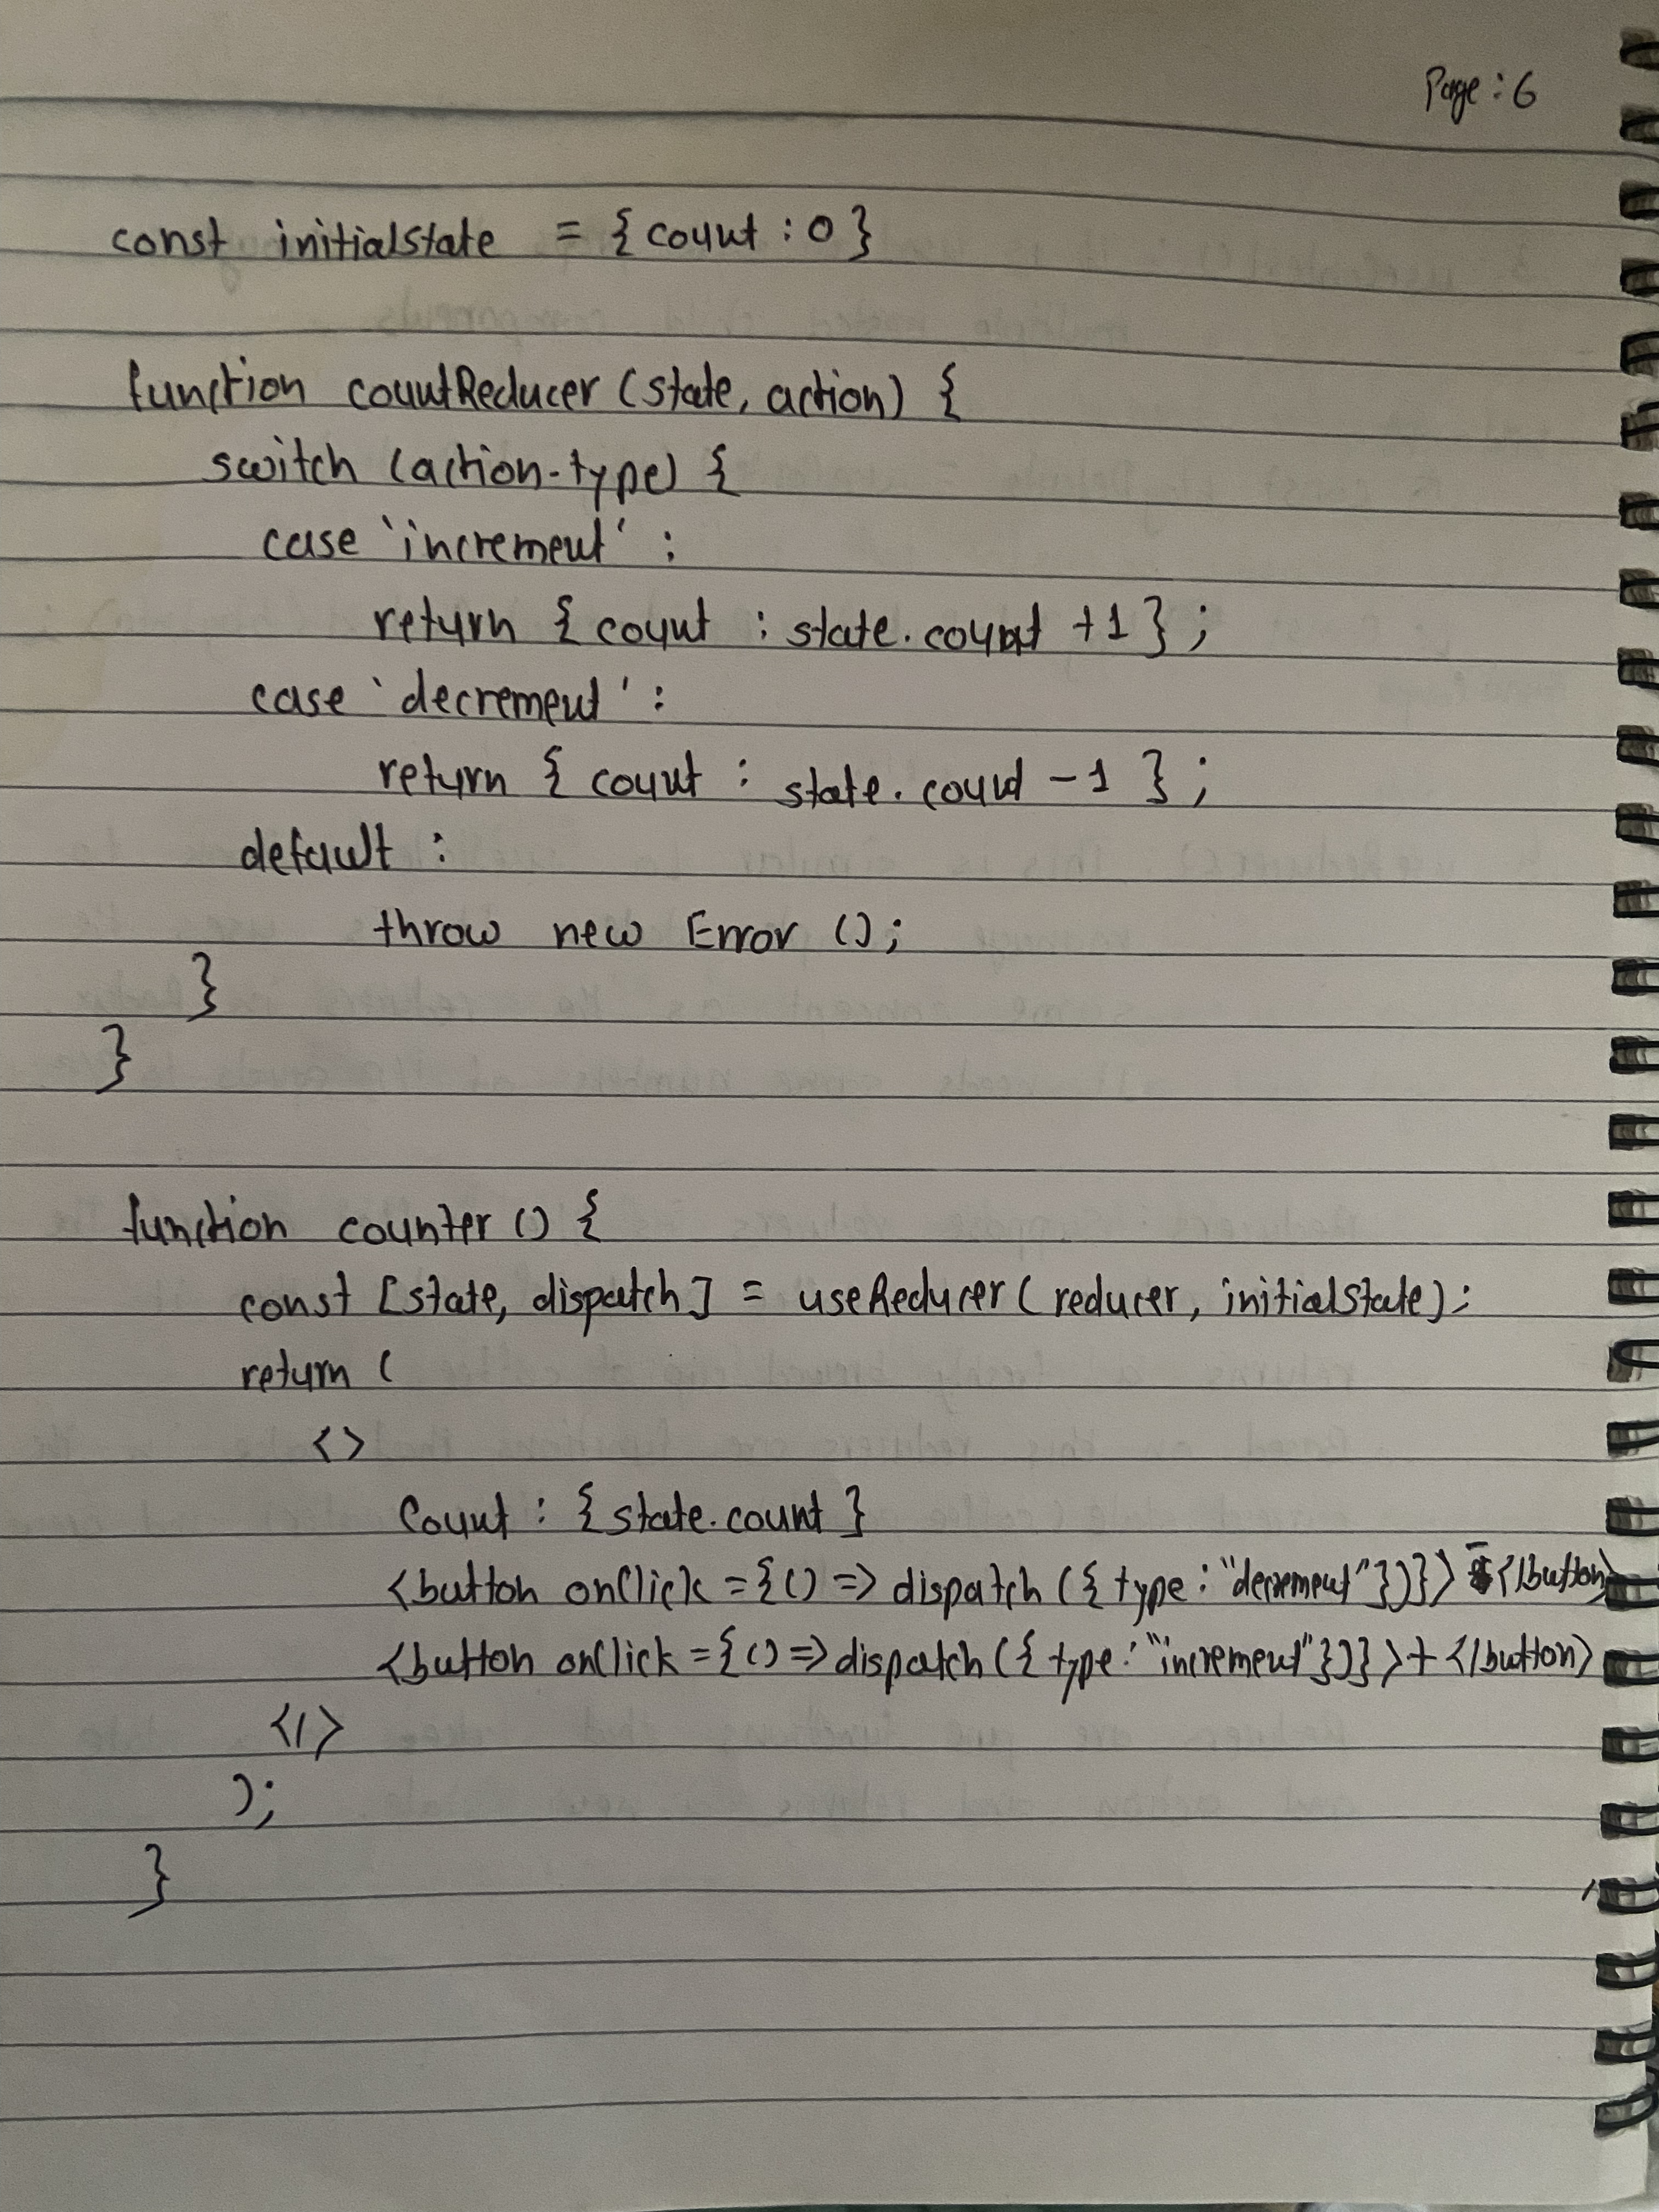 Page : 6
const initialstate = { count : 0 }
function countReducer (state, action) {
switch (action.type) {
case 'increment' :
return { count : state.count +1 } ;
case 'decrement' :
return { count : state.count -1 } ;
default :
throw new Error () ;
}
}
function counter () {
const [state, dispatch] = useReducer ( reducer, initialstate) ;
return (
<>
Count : { state.count }
<button onClick = { () => dispatch ( { type : "decrement" } ) } > - </button>
<button onClick = { () => dispatch ( { type : "increment" } ) } > + </button>
</>
) ;
}